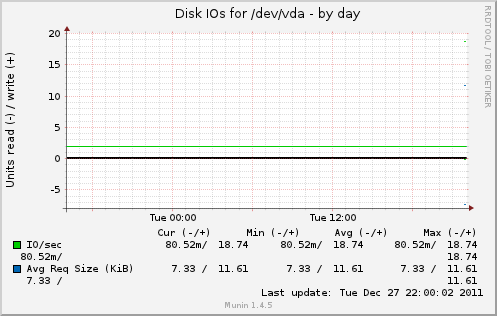 Disk IOs for /dev/vda - by day
RRDTOOL / TOBI OETIKER
Units read (-) / write (+)
20
15
10
5
0
-5
Tue 00:00 Tue 12:00
Cur (-/+) Min (-/+) Avg (-/+) Max (-/+)
IO/sec 80.52m/ 18.74 80.52m/ 18.74 80.52m/ 18.74
80.52m/ 18.74
Avg Req Size (KiB) 7.33 / 11.61 7.33 / 11.61 7.33 / 11.61
7.33 / 11.61
Last update: Tue Dec 27 22:00:02 2011
Munin 1.4.5